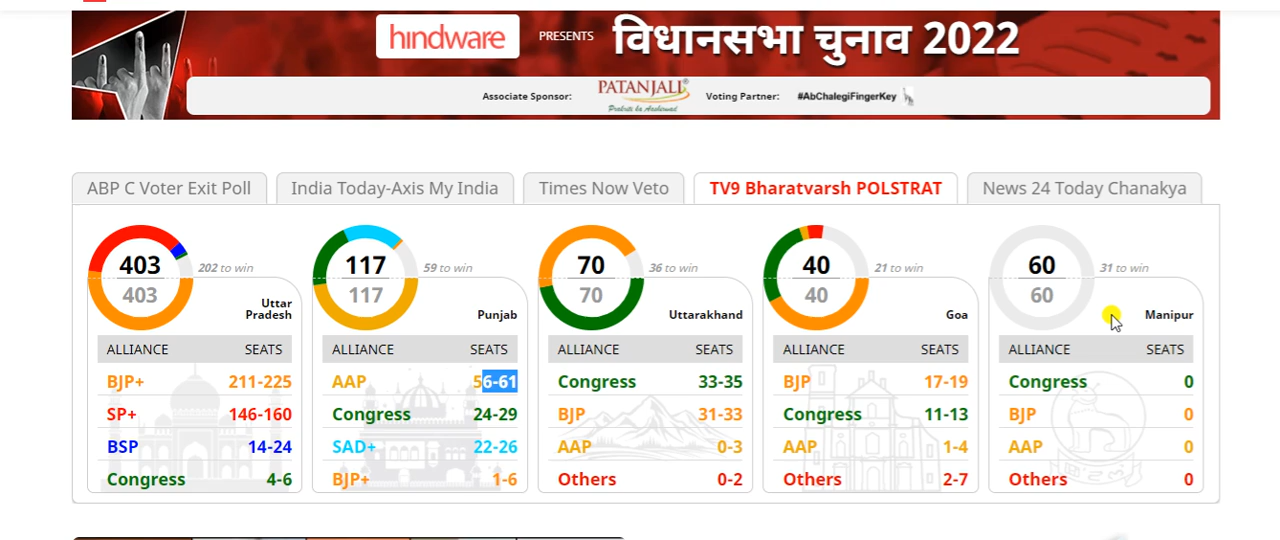 hindware PRESENTS विधानसभा चुनाव 2022
Associate Sponsor: PATANJALI® Prakriti ka Aashirwad Voting Partner: #AbChalegiFingerKey
ABP C Voter Exit Poll India Today-Axis My India Times Now Veto TV9 Bharatvarsh POLSTRAT News 24 Today Chanakya
403
403
202 to win
Uttar
Pradesh
ALLIANCE SEATS
BJP+ 211-225
SP+ 146-160
BSP 14-24
Congress 4-6
117
117
59 to win
Punjab
ALLIANCE SEATS
AAP 56-61
Congress 24-29
SAD+ 22-26
BJP+ 1-6
70
70
36 to win
Uttarakhand
ALLIANCE SEATS
Congress 33-35
BJP 31-33
AAP 0-3
Others 0-2
40
40
21 to win
Goa
ALLIANCE SEATS
BJP 17-19
Congress 11-13
AAP 1-4
Others 2-7
60
60
31 to win
Manipur
ALLIANCE SEATS
Congress 0
BJP 0
AAP 0
Others 0